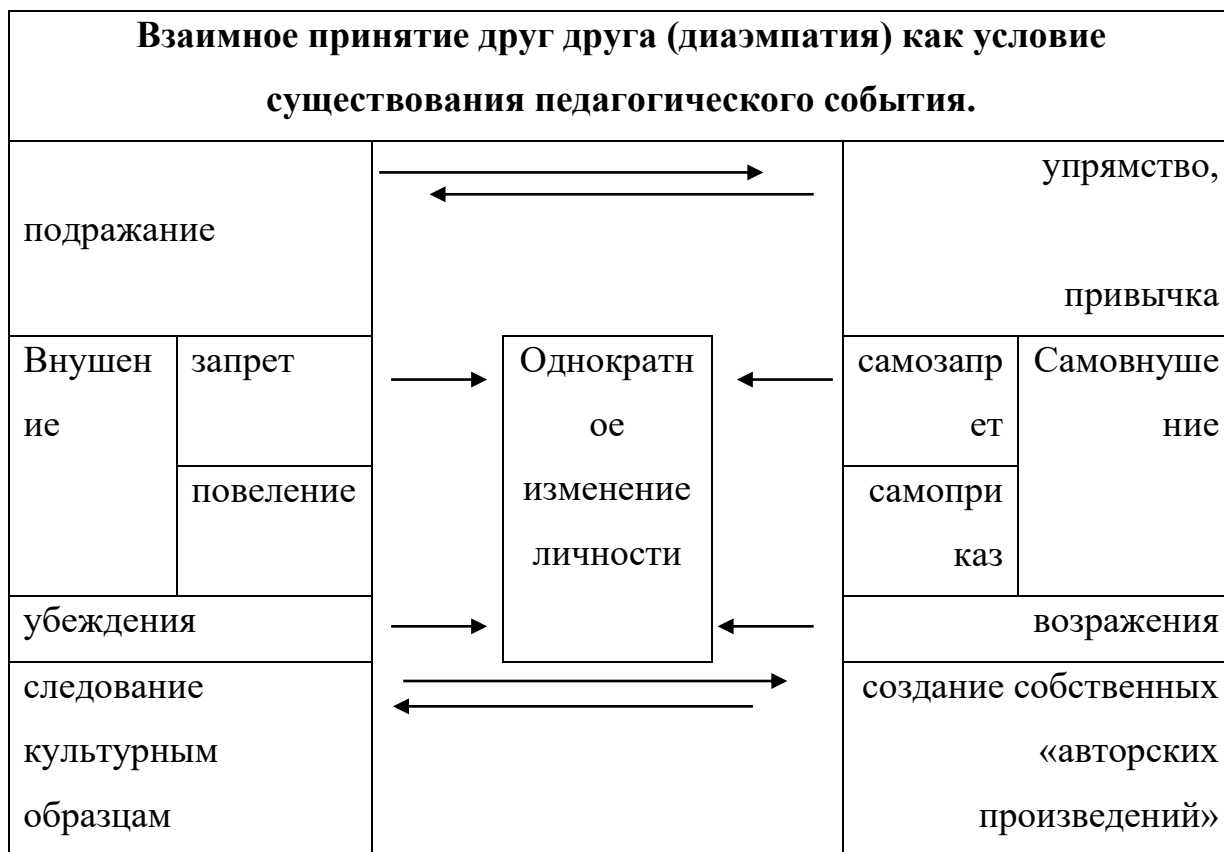 Взаимное принятие друг друга (диаэмпатия) как условие
существования педагогического события.
подражание
упрямство,
привычка
Внушен
ие
запрет
повеление
Однократн
ое
изменение
личности
самозапр
ет
самопри
каз
Самовнуше
ние
убеждения
возражения
следование
культурным
образцам
создание собственных
«авторских
произведений»